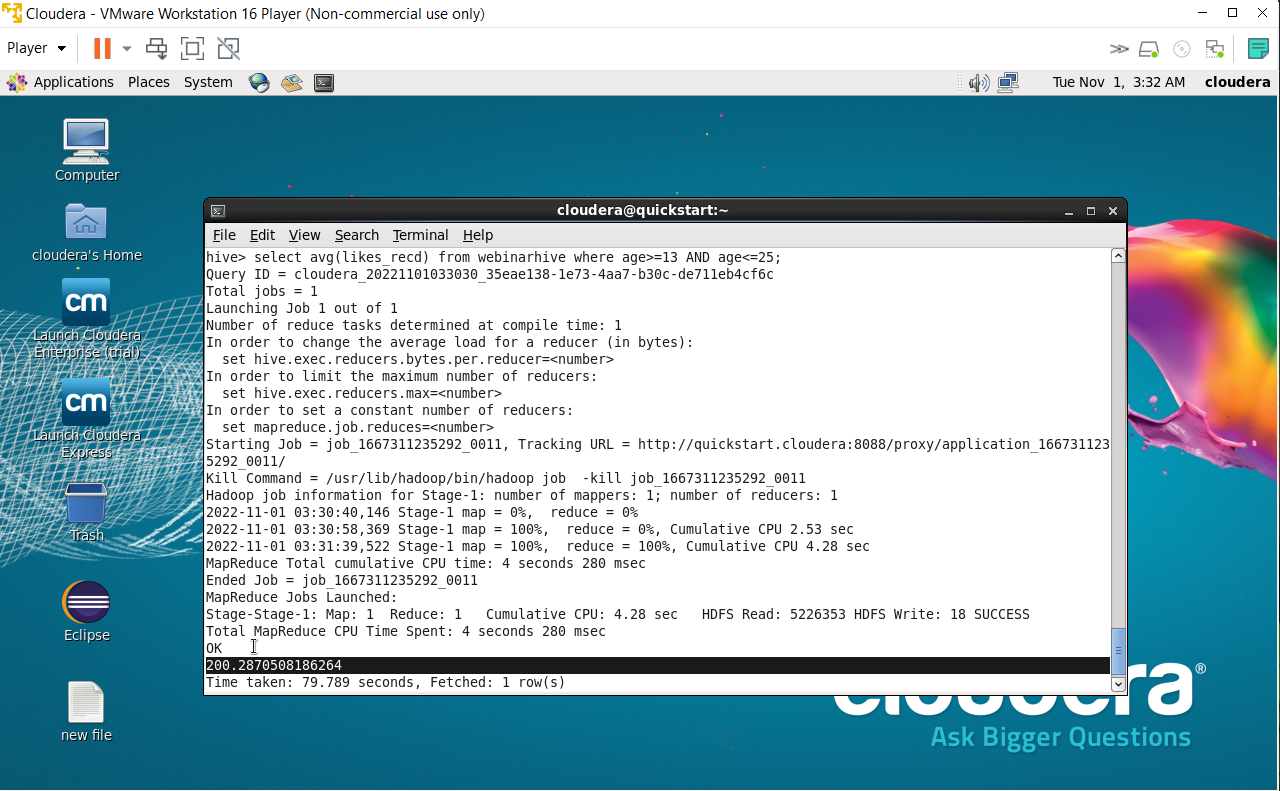 Cloudera - VMware Workstation 16 Player (Non-commercial use only)
Player
Applications Places System
Tue Nov 1, 3:32 AM cloudera
Computer
cloudera's Home
cm
Launch Cloudera
Enterprise (trial)
cm
Launch Cloudera
Express
Trash
Eclipse
new file
cloudera@quickstart:~
File Edit View Search Terminal Help
hive> select avg(likes_recd) from webinarhive where age>=13 AND age<=25;
Query ID = cloudera_20221101033030_35eae138-1e73-4aa7-b30c-de711eb4cf6c
Total jobs = 1
Launching Job 1 out of 1
Number of reduce tasks determined at compile time: 1
In order to change the average load for a reducer (in bytes):
  set hive.exec.reducers.bytes.per.reducer=<number>
In order to limit the maximum number of reducers:
  set hive.exec.reducers.max=<number>
In order to set a constant number of reducers:
  set mapreduce.job.reduces=<number>
Starting Job = job_1667311235292_0011, Tracking URL = http://quickstart.cloudera:8088/proxy/application_166731123
5292_0011/
Kill Command = /usr/lib/hadoop/bin/hadoop job  -kill job_1667311235292_0011
Hadoop job information for Stage-1: number of mappers: 1; number of reducers: 1
2022-11-01 03:30:40,146 Stage-1 map = 0%,  reduce = 0%
2022-11-01 03:30:58,369 Stage-1 map = 100%,  reduce = 0%, Cumulative CPU 2.53 sec
2022-11-01 03:31:39,522 Stage-1 map = 100%,  reduce = 100%, Cumulative CPU 4.28 sec
MapReduce Total cumulative CPU time: 4 seconds 280 msec
Ended Job = job_1667311235292_0011
MapReduce Jobs Launched:
Stage-Stage-1: Map: 1  Reduce: 1   Cumulative CPU: 4.28 sec   HDFS Read: 5226353 HDFS Write: 18 SUCCESS
Total MapReduce CPU Time Spent: 4 seconds 280 msec
OK
200.2870508186264
Time taken: 79.789 seconds, Fetched: 1 row(s)
cloudera®
Ask Bigger Questions